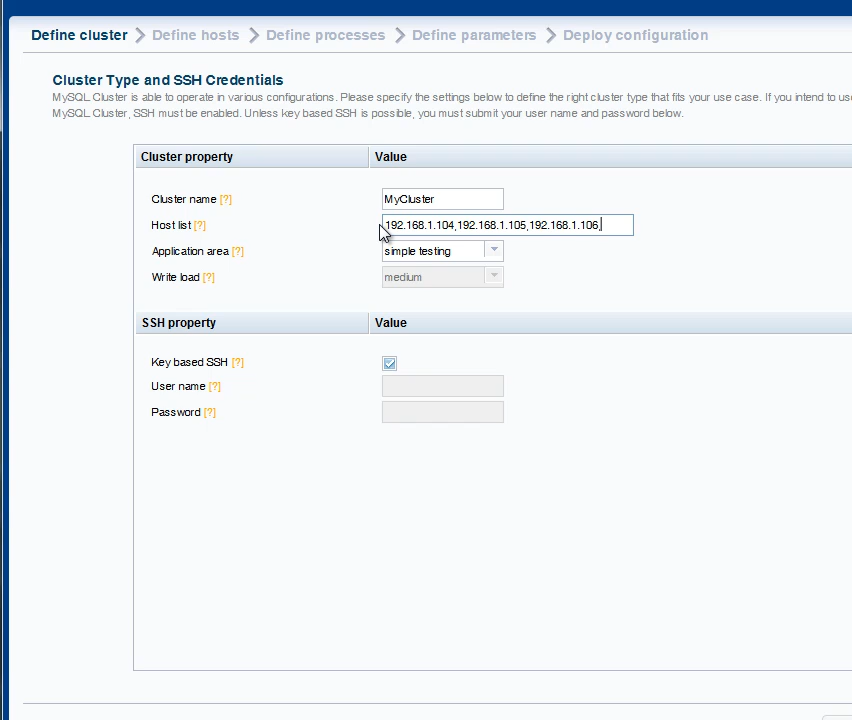 Define cluster Define hosts Define processes Define parameters Deploy configuration
Cluster Type and SSH Credentials
MySQL Cluster is able to operate in various configurations. Please specify the settings below to define the right cluster type that fits your use case. If you intend to us
MySQL Cluster, SSH must be enabled. Unless key based SSH is possible, you must submit your user name and password below.
Cluster property Value
Cluster name [?] MyCluster
Host list [?] 192.168.1.104,192.168.1.105,192.168.1.106,
Application area [?] simple testing
Write load [?] medium
SSH property Value
Key based SSH [?]
User name [?]
Password [?]